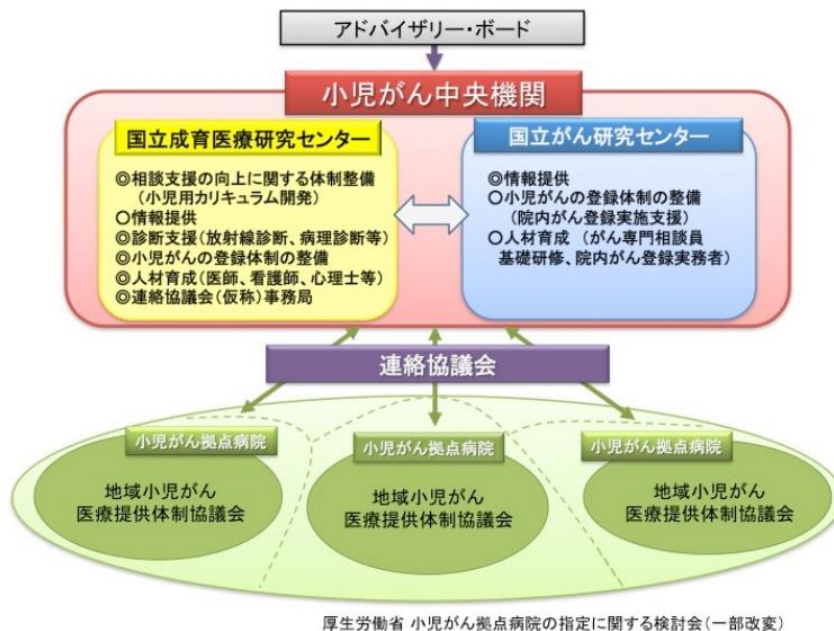 アドバイザリー・ボード
小児がん中央機関
国立成育医療研究センター
◎相談支援の向上に関する体制整備
(小児用カリキュラム開発)
〇情報提供
◎診断支援(放射線診断、病理診断等)
◎小児がんの登録体制の整備
◎人材育成(医師、看護師、心理士等)
◎連絡協議会(仮称)事務局
国立がん研究センター
◎情報提供
〇小児がんの登録体制の整備
(院内がん登録実施支援)
〇人材育成 (がん専門相談員
基礎研修、院内がん登録実務者)
連絡協議会
小児がん拠点病院
地域小児がん
医療提供体制協議会
小児がん拠点病院
地域小児がん
医療提供体制協議会
小児がん拠点病院
地域小児がん
医療提供体制協議会
厚生労働省 小児がん拠点病院の指定に関する検討会(一部改変)